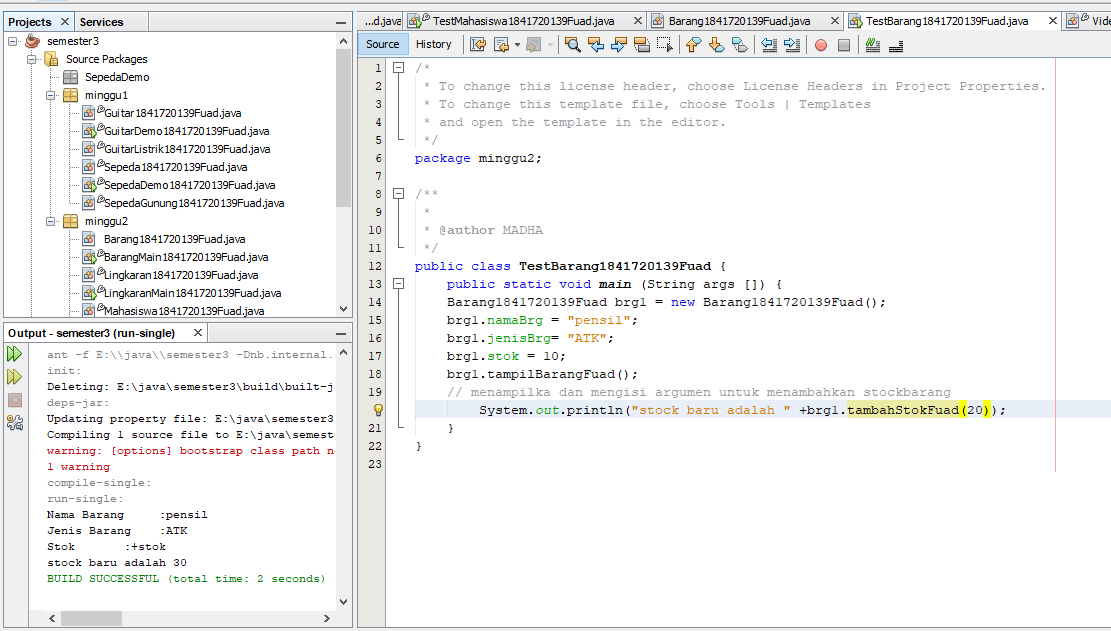 Projects
Services
semester3
Source Packages
SepedaDemo
minggu1
Guitar1841720139Fuad.java
GuitarDemo1841720139Fuad.java
GuitarListrik1841720139Fuad.java
Sepeda1841720139Fuad.java
SepedaDemo1841720139Fuad.java
SepedaGunung1841720139Fuad.java
minggu2
Barang1841720139Fuad.java
BarangMain1841720139Fuad.java
Lingkaran1841720139Fuad.java
LingkaranMain1841720139Fuad.java
Mahasiswa1841720139Fuad.java
Output - semester3 (run-single)
ant -f E:\\java\\semester3 -Dnb.internal.
init:
Deleting: E:\java\semester3\build\built-j
deps-jar:
Updating property file: E:\java\semester3
Compiling 1 source file to E:\java\semest
warning: [options] bootstrap class path n
1 warning
compile-single:
run-single:
Nama Barang     :pensil
Jenis Barang    :ATK
Stok       :+stok
stock baru adalah 30
BUILD SUCCESSFUL (total time: 2 seconds)
...d.java
TestMahasiswa1841720139Fuad.java
Barang1841720139Fuad.java
TestBarang1841720139Fuad.java
Vide
Source
History
1 /*
2 * To change this license header, choose License Headers in Project Properties.
3 * To change this template file, choose Tools | Templates
4 * and open the template in the editor.
5 */
6 package minggu2;
7
8 /**
9 *
10 * @author MADHA
11 */
12 public class TestBarang1841720139Fuad {
13 public static void main (String args []) {
14 Barang1841720139Fuad brg1 = new Barang1841720139Fuad();
15 brg1.namaBrg = "pensil";
16 brg1.jenisBrg= "ATK";
17 brg1.stok = 10;
18 brg1.tampilBarangFuad();
19 // menampilka dan mengisi argumen untuk menambahkan stockbarang
System.out.println("stock baru adalah " +brg1.tambahStokFuad(20));
21 }
22 }
23